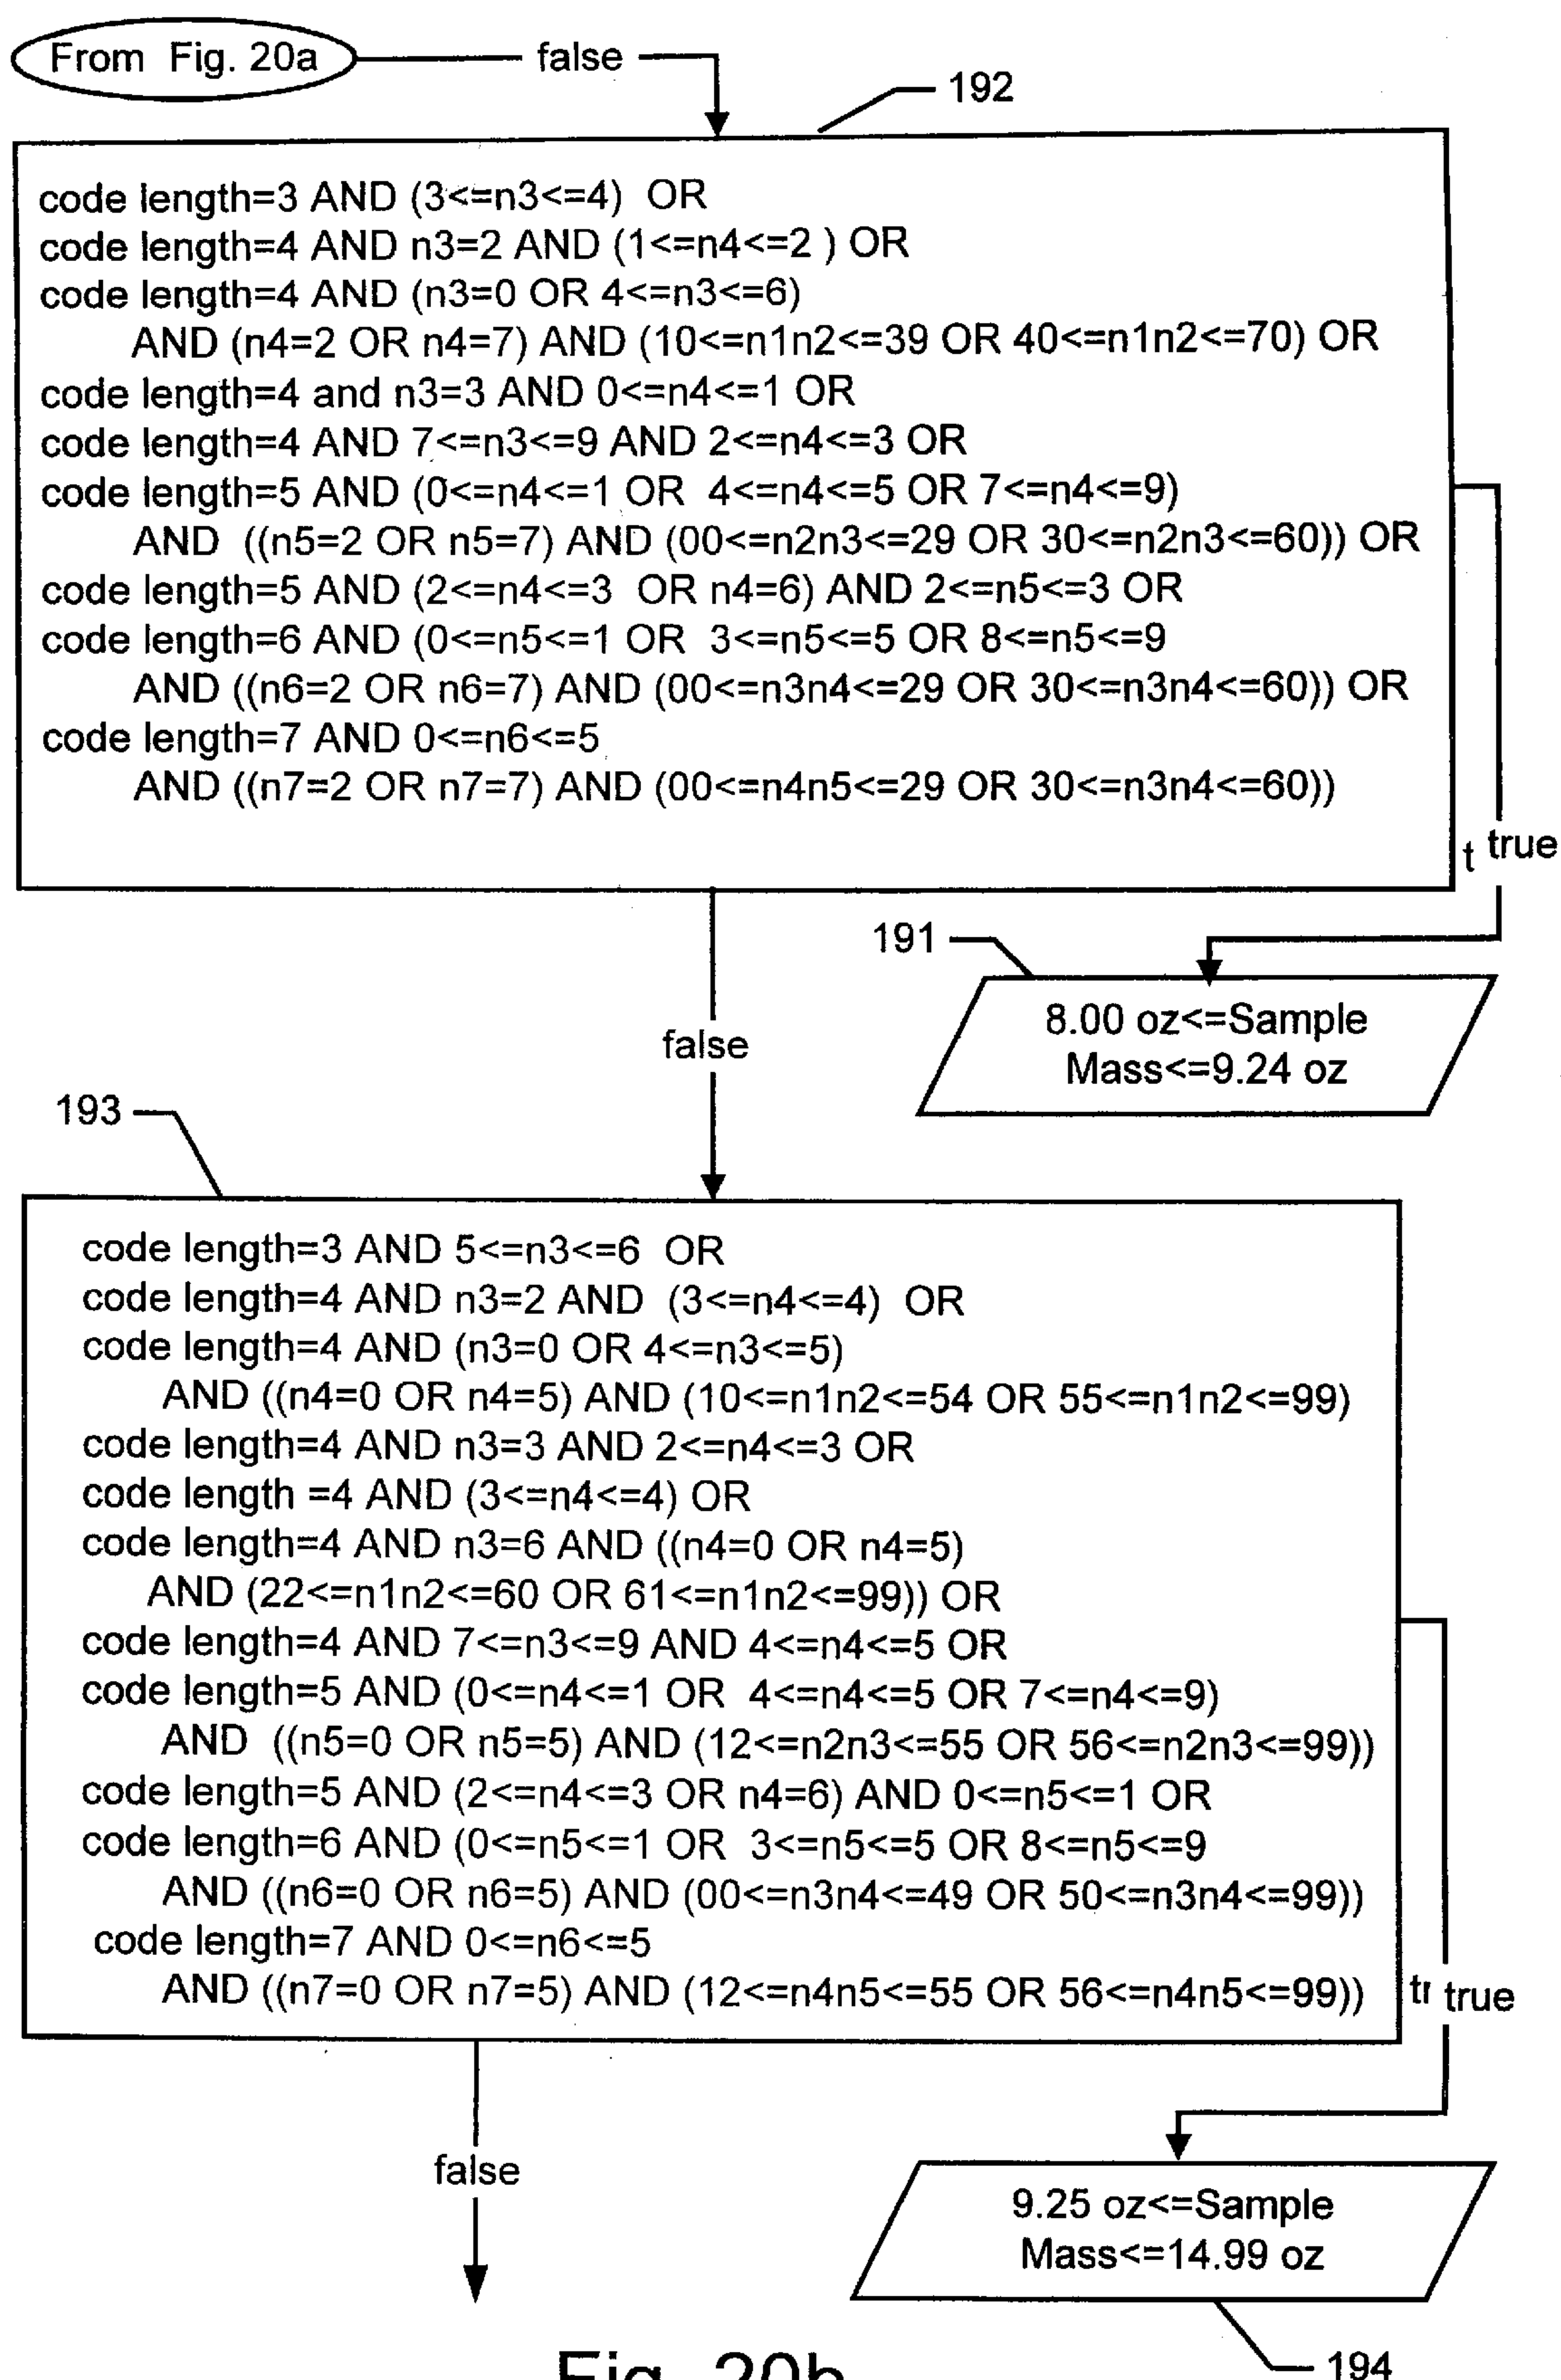 From Fig. 20a
false
192
code length=3 AND (3<=n3<=4) OR
code length=4 AND n3=2 AND (1<=n4<=2 ) OR
code length=4 AND (n3=0 OR 4<=n3<=6)
AND (n4=2 OR n4=7) AND (10<=n1n2<=39 OR 40<=n1n2<=70) OR
code length=4 and n3=3 AND 0<=n4<=1 OR
code length=4 AND 7<=n3<=9 AND 2<=n4<=3 OR
code length=5 AND (0<=n4<=1 OR 4<=n4<=5 OR 7<=n4<=9)
AND ((n5=2 OR n5=7) AND (00<=n2n3<=29 OR 30<=n2n3<=60)) OR
code length=5 AND (2<=n4<=3 OR n4=6) AND 2<=n5<=3 OR
code length=6 AND (0<=n5<=1 OR 3<=n5<=5 OR 8<=n5<=9
AND ((n6=2 OR n6=7) AND (00<=n3n4<=29 OR 30<=n3n4<=60)) OR
code length=7 AND 0<=n6<=5
AND ((n7=2 OR n7=7) AND (00<=n4n5<=29 OR 30<=n3n4<=60))
t true
191
8.00 oz<=Sample
Mass<=9.24 oz
false
193
code length=3 AND 5<=n3<=6 OR
code length=4 AND n3=2 AND (3<=n4<=4) OR
code length=4 AND (n3=0 OR 4<=n3<=5)
AND ((n4=0 OR n4=5) AND (10<=n1n2<=54 OR 55<=n1n2<=99)
code length=4 AND n3=3 AND 2<=n4<=3 OR
code length =4 AND (3<=n4<=4) OR
code length=4 AND n3=6 AND ((n4=0 OR n4=5)
AND (22<=n1n2<=60 OR 61<=n1n2<=99)) OR
code length=4 AND 7<=n3<=9 AND 4<=n4<=5 OR
code length=5 AND (0<=n4<=1 OR 4<=n4<=5 OR 7<=n4<=9)
AND ((n5=0 OR n5=5) AND (12<=n2n3<=55 OR 56<=n2n3<=99))
code length=5 AND (2<=n4<=3 OR n4=6) AND 0<=n5<=1 OR
code length=6 AND (0<=n5<=1 OR 3<=n5<=5 OR 8<=n5<=9
AND ((n6=0 OR n6=5) AND (00<=n3n4<=49 OR 50<=n3n4<=99))
code length=7 AND 0<=n6<=5
AND ((n7=0 OR n7=5) AND (12<=n4n5<=55 OR 56<=n4n5<=99))
tr true
false
9.25 oz<=Sample
Mass<=14.99 oz
194
Fig. 20b